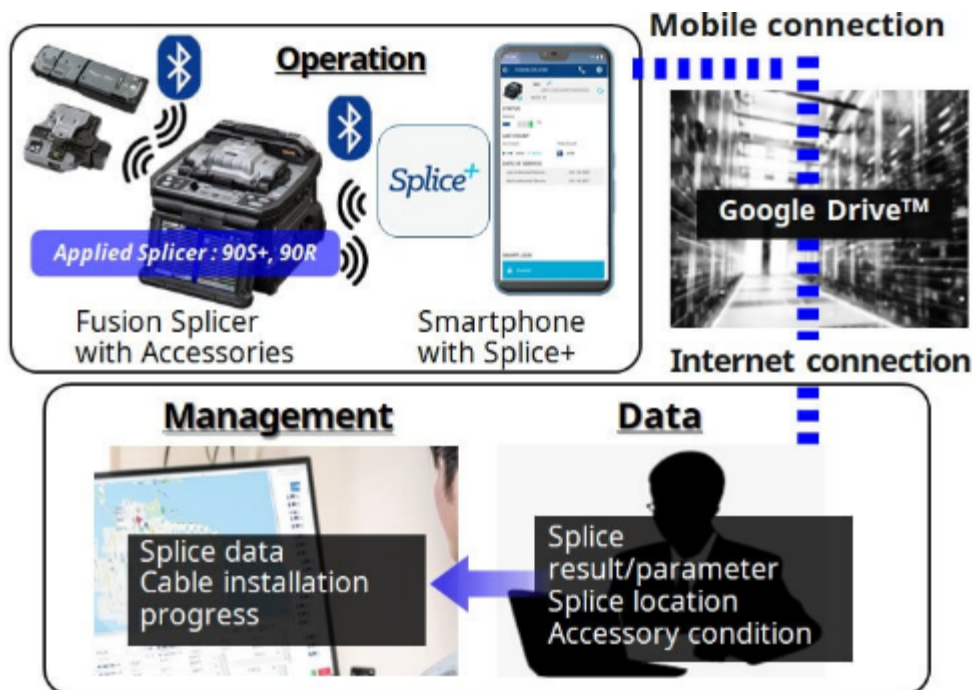 Mobile connection
Operation
Splice+
Applied Splicer : 90S+, 90R
Fusion Splicer
with Accessories
Smartphone
with Splice+
Google Drive™
Internet connection
Management
Data
Splice data
Cable installation
progress
Splice
result/parameter
Splice location
Accessory condition